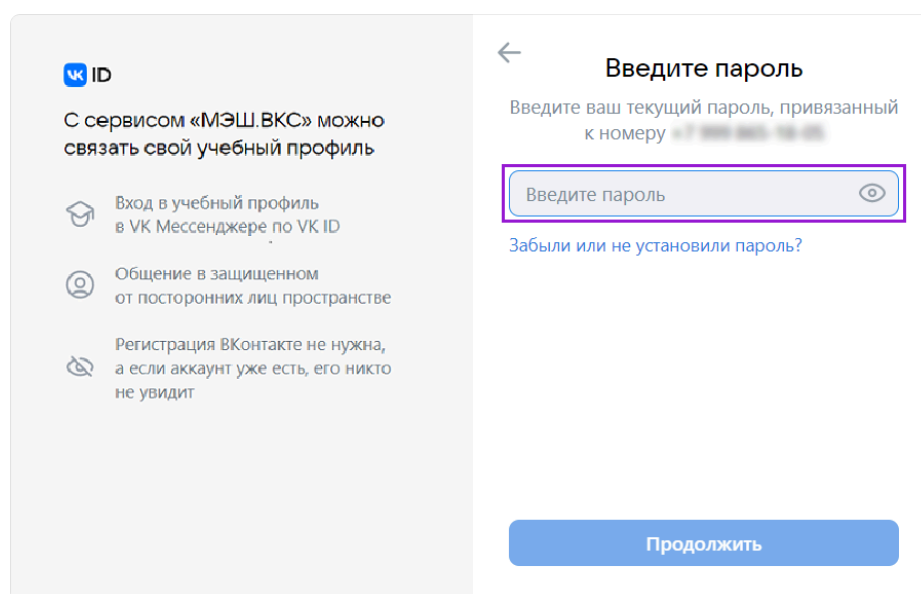 VK ID
С сервисом «МЭШ.ВКС» можно
связать свой учебный профиль
Вход в учебный профиль
в VK Мессенджере по VK ID
Общение в защищенном
от посторонних лиц пространстве
Регистрация ВКонтакте не нужна,
а если аккаунт уже есть, его никто
не увидит
Введите пароль
Введите ваш текущий пароль, привязанный
к номеру
Введите пароль
Забыли или не установили пароль?
Продолжить